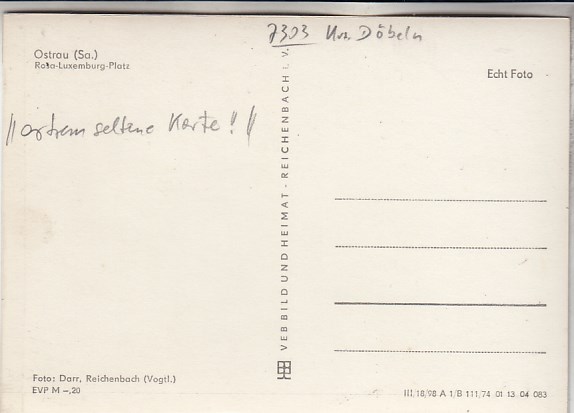 7303 Krs. Döbeln
Ostrau (Sa.)
Rosa-Luxemburg-Platz
Echt Foto
// extrem seltene Karte! //
VEB BILD UND HEIMAT · REICHENBACH I. V.
Foto: Darr, Reichenbach (Vogtl.)
EVP M –,20
III/18/98 A 1/B 111/74 01 13 04 083